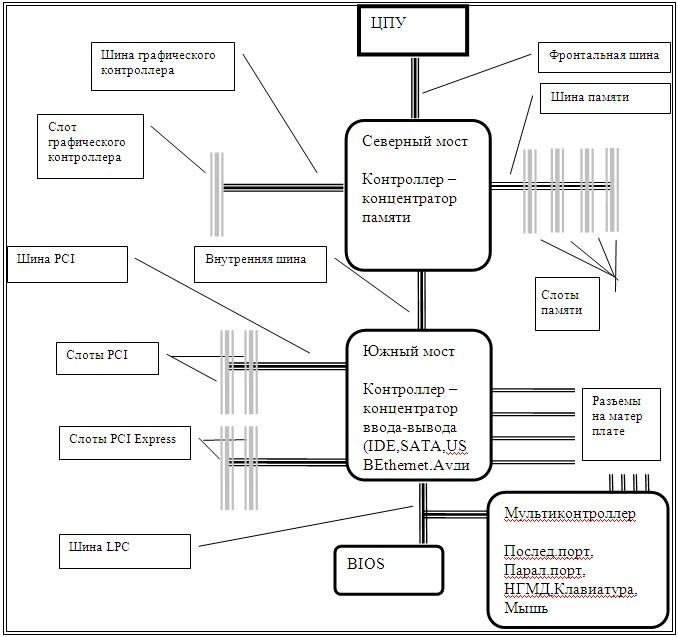 ЦПУ
Шина графического
контроллера
Фронтальная шина
Шина памяти
Слот
графического
контроллера
Северный мост
Контроллер –
концентратор
памяти
Шина PCI
Внутренняя шина
Слоты
памяти
Слоты PCI
Южный мост
Контроллер –
концентратор
ввода-вывода
(IDE,SATA,US
BEthernet.Ауди
Разъемы
на матер
плате
Слоты PCI Express
Шина LPC
BIOS
Мультиконтроллер
Послед.порт.
Парал.порт.
НГМД.Клавиатура.
Мышь